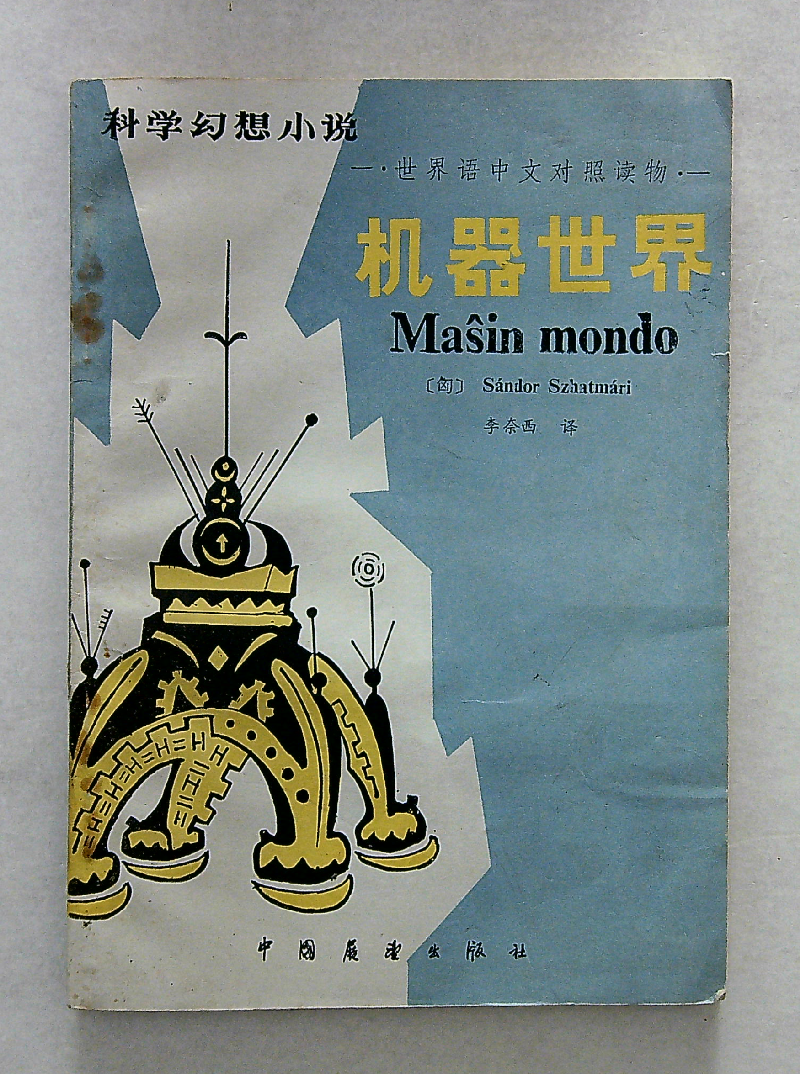 科学幻想小说
—·世界语中文对照读物·—
机器世界
Maŝin mondo
〔匈〕 Sándor Szhatmári
李奈西 译
中国展望出版社